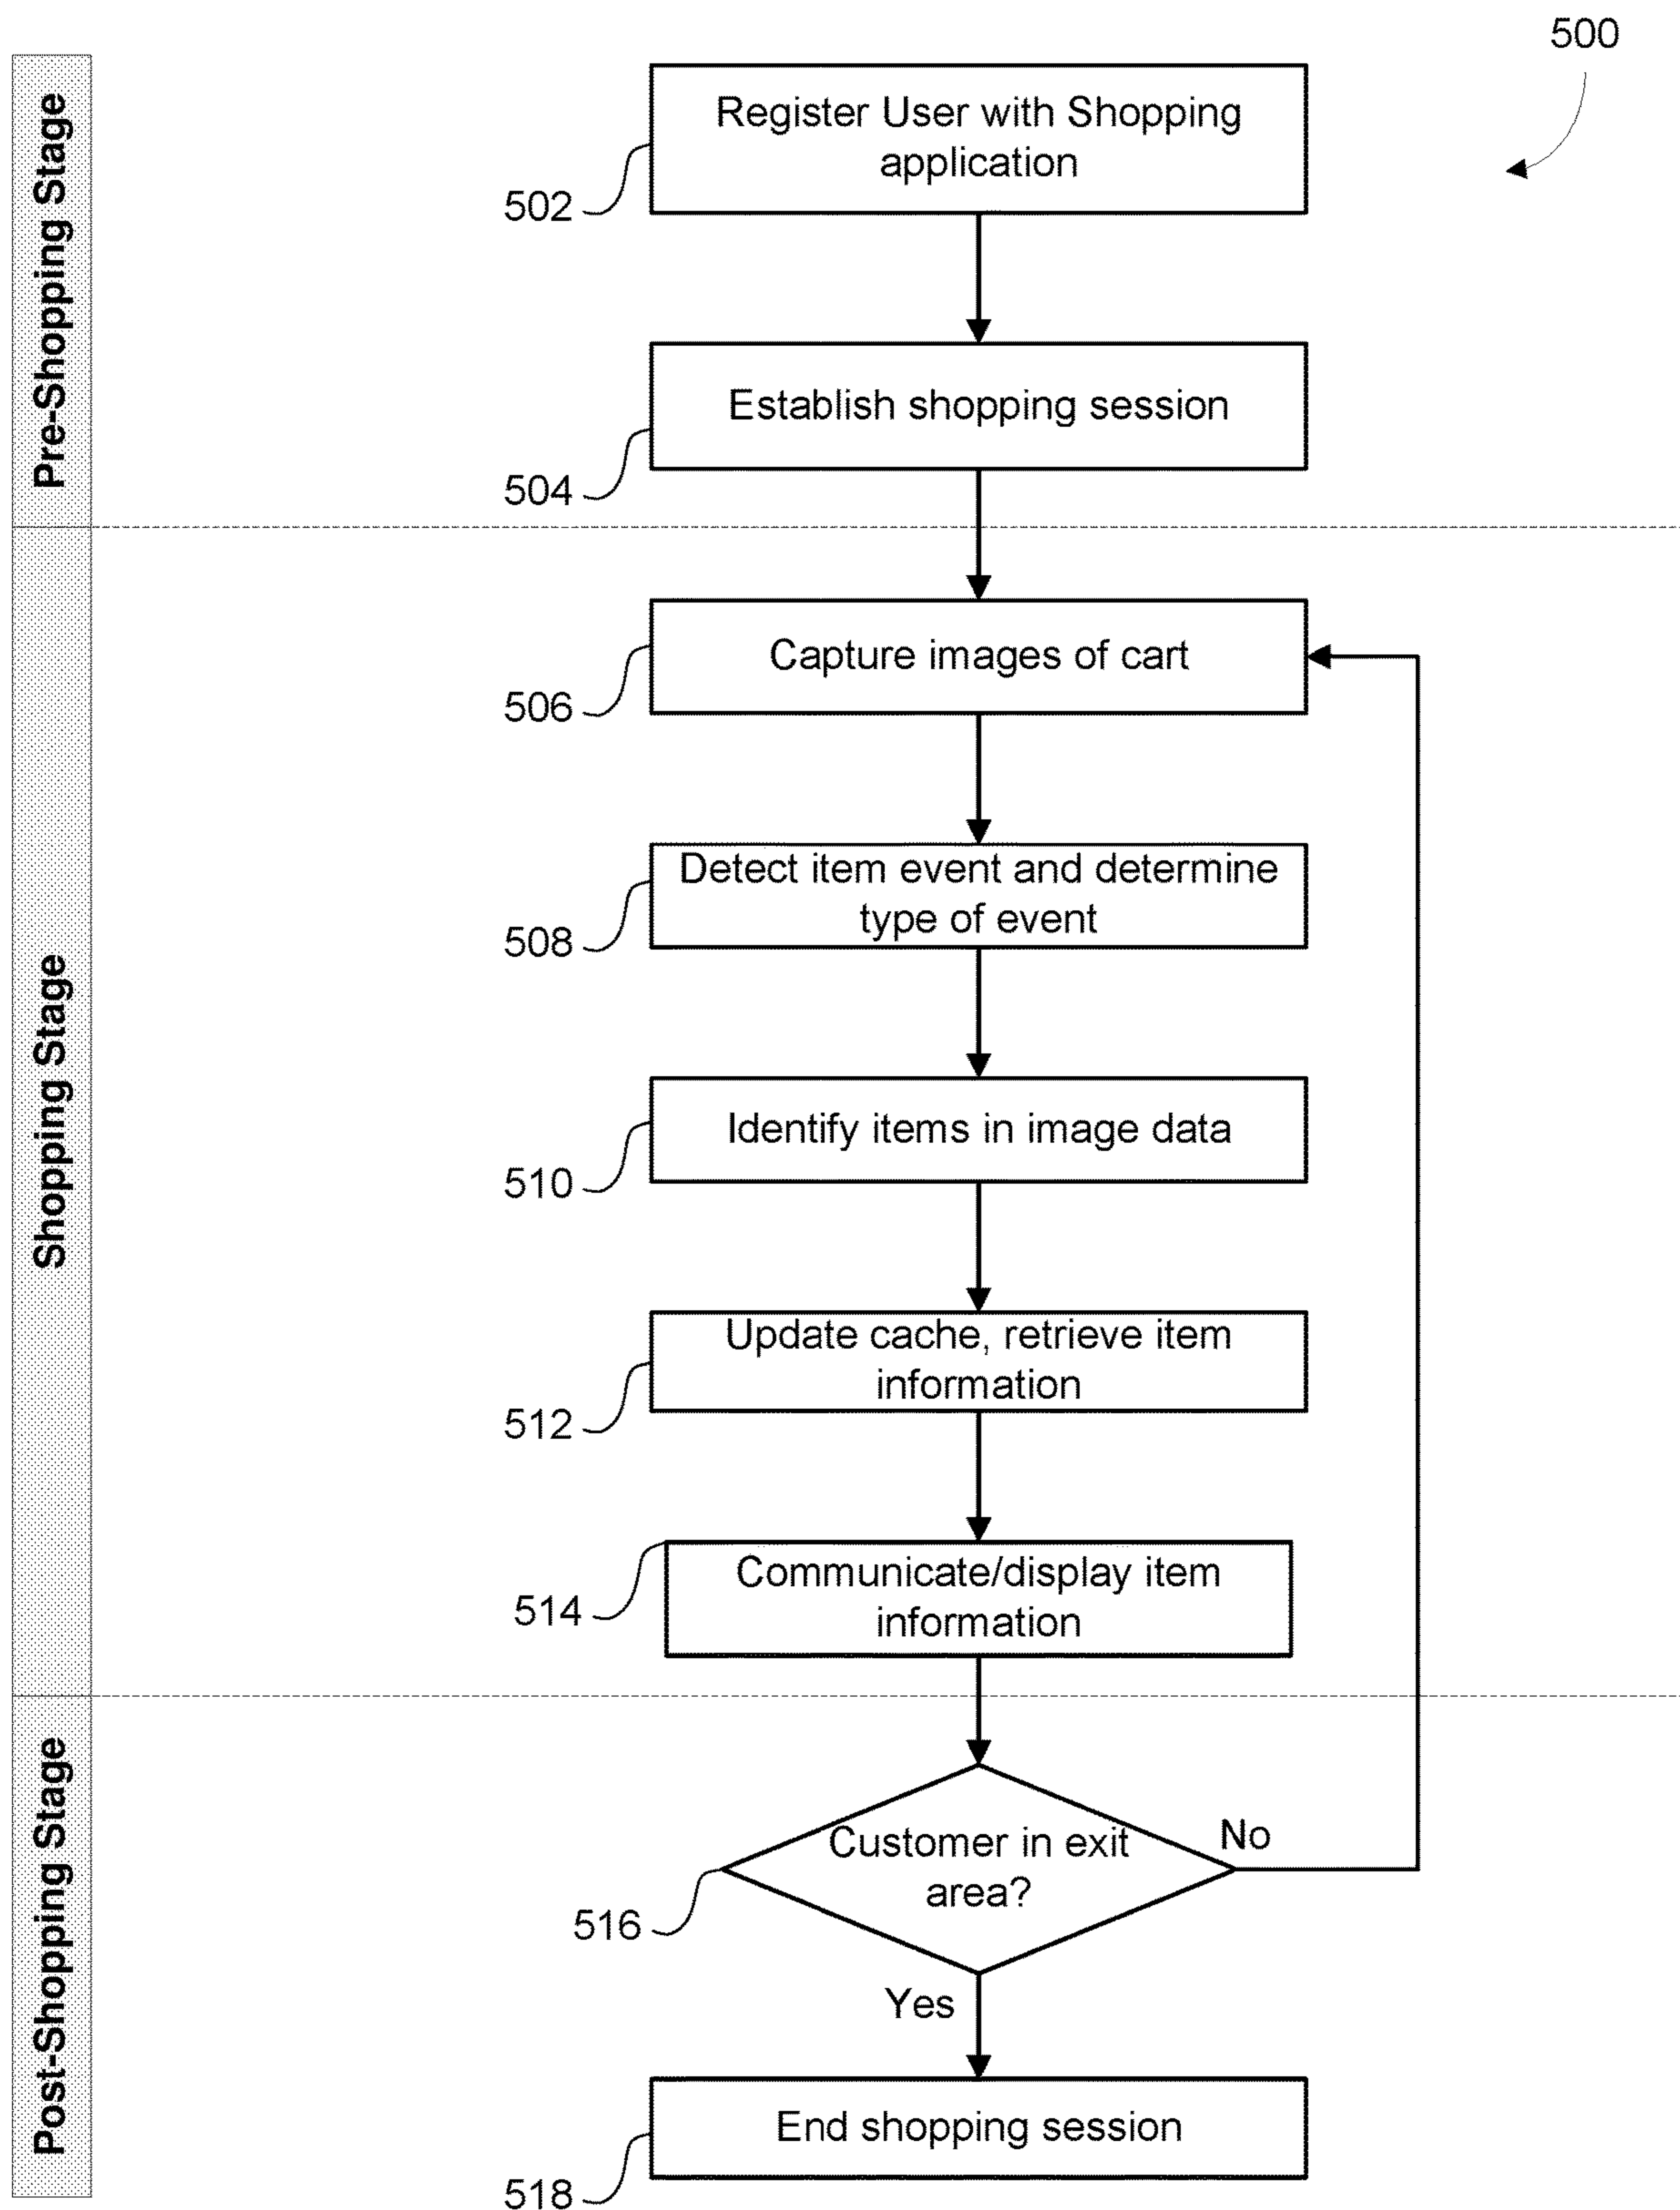 500
Pre-Shopping Stage
Register User with Shopping
application
502
Establish shopping session
504
Shopping Stage
Capture images of cart
506
Detect item event and determine
type of event
508
Identify items in image data
510
Update cache, retrieve item
information
512
Communicate/display item
information
514
Post-Shopping Stage
Customer in exit
area?
No
516
Yes
End shopping session
518